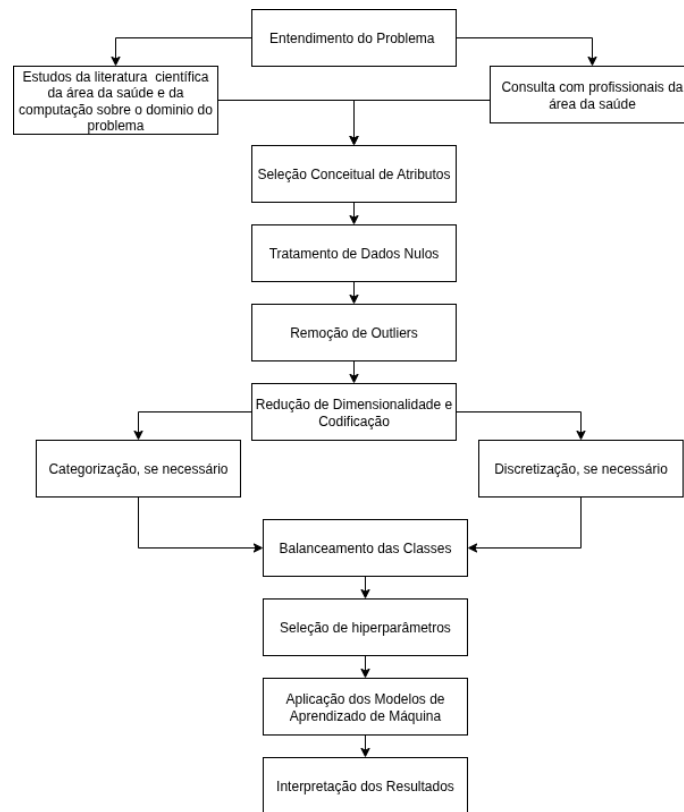 Entendimento do Problema
Estudos da literatura científica
da área da saúde e da
computação sobre o dominio do
problema
Consulta com profissionais da
área da saúde
Seleção Conceitual de Atributos
Tratamento de Dados Nulos
Remoção de Outliers
Redução de Dimensionalidade e
Codificação
Categorização, se necessário
Discretização, se necessário
Balanceamento das Classes
Seleção de hiperparâmetros
Aplicação dos Modelos de
Aprendizado de Máquina
Interpretação dos Resultados